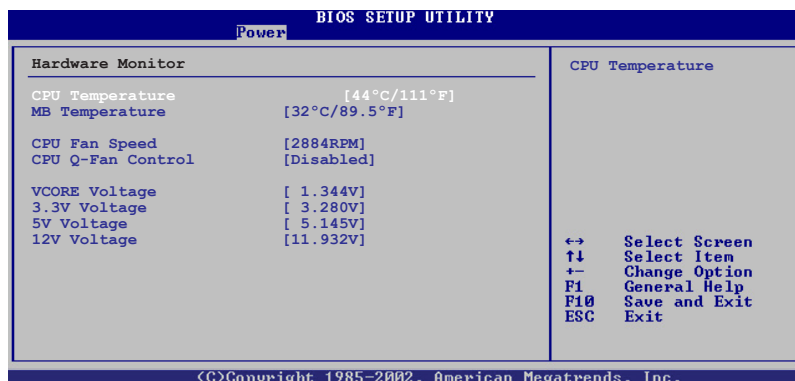 BIOS SETUP UTILITY
Power
Hardware Monitor
CPU Temperature [44°C/111°F]
MB Temperature [32°C/89.5°F]
CPU Fan Speed [2884RPM]
CPU Q-Fan Control [Disabled]
VCORE Voltage [ 1.344V]
3.3V Voltage [ 3.280V]
5V Voltage [ 5.145V]
12V Voltage [11.932V]
CPU Temperature
←→ Select Screen
↑↓ Select Item
+- Change Option
F1 General Help
F10 Save and Exit
ESC Exit
(C)Copyright 1985-2002, American Megatrends, Inc.